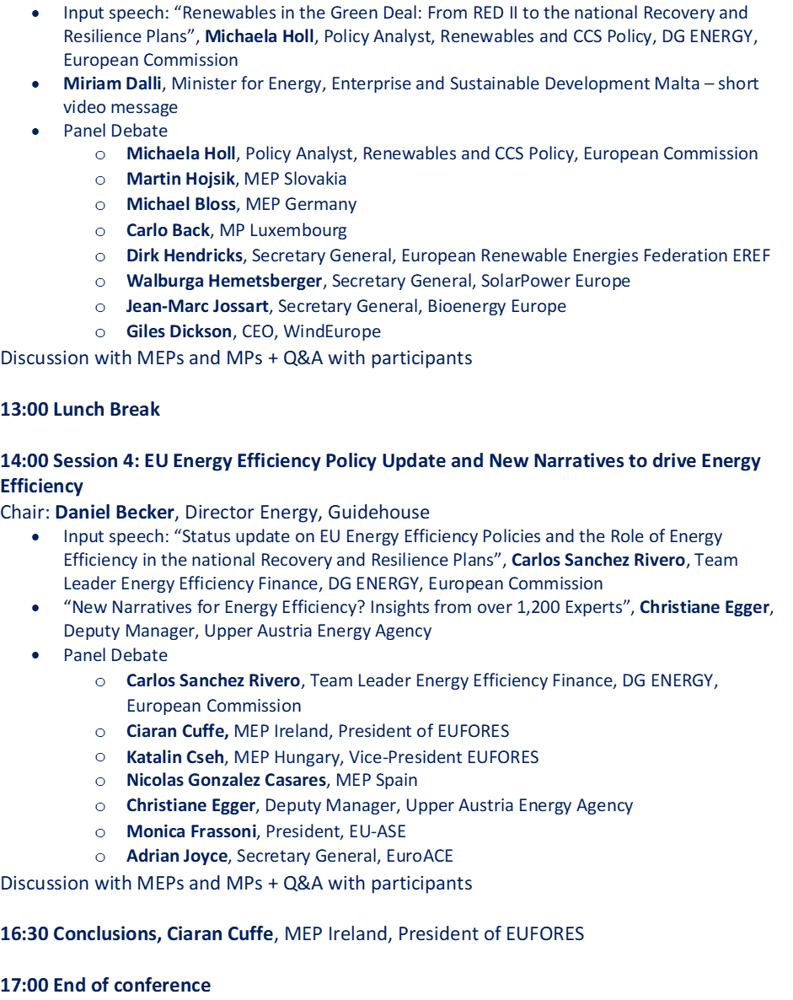 • Input speech: “Renewables in the Green Deal: From RED II to the national Recovery and
Resilience Plans”, Michaela Holl, Policy Analyst, Renewables and CCS Policy, DG ENERGY,
European Commission
• Miriam Dalli, Minister for Energy, Enterprise and Sustainable Development Malta – short
video message
• Panel Debate
o Michaela Holl, Policy Analyst, Renewables and CCS Policy, European Commission
o Martin Hojsik, MEP Slovakia
o Michael Bloss, MEP Germany
o Carlo Back, MP Luxembourg
o Dirk Hendricks, Secretary General, European Renewable Energies Federation EREF
o Walburga Hemetsberger, Secretary General, SolarPower Europe
o Jean-Marc Jossart, Secretary General, Bioenergy Europe
o Giles Dickson, CEO, WindEurope
Discussion with MEPs and MPs + Q&A with participants
13:00 Lunch Break
14:00 Session 4: EU Energy Efficiency Policy Update and New Narratives to drive Energy
Efficiency
Chair: Daniel Becker, Director Energy, Guidehouse
• Input speech: “Status update on EU Energy Efficiency Policies and the Role of Energy
Efficiency in the national Recovery and Resilience Plans”, Carlos Sanchez Rivero, Team
Leader Energy Efficiency Finance, DG ENERGY, European Commission
• “New Narratives for Energy Efficiency? Insights from over 1,200 Experts”, Christiane Egger,
Deputy Manager, Upper Austria Energy Agency
• Panel Debate
o Carlos Sanchez Rivero, Team Leader Energy Efficiency Finance, DG ENERGY,
European Commission
o Ciaran Cuffe, MEP Ireland, President of EUFORES
o Katalin Cseh, MEP Hungary, Vice-President EUFORES
o Nicolas Gonzalez Casares, MEP Spain
o Christiane Egger, Deputy Manager, Upper Austria Energy Agency
o Monica Frassoni, President, EU-ASE
o Adrian Joyce, Secretary General, EuroACE
Discussion with MEPs and MPs + Q&A with participants
16:30 Conclusions, Ciaran Cuffe, MEP Ireland, President of EUFORES
17:00 End of conference